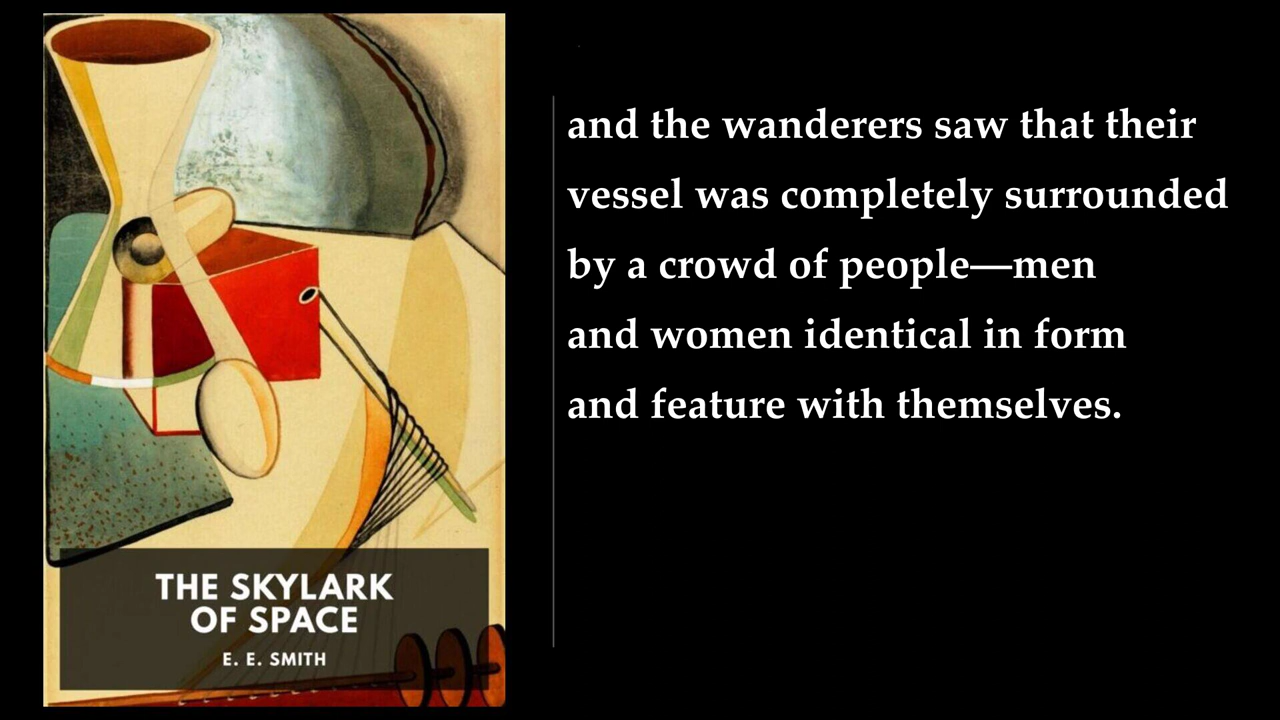 THE SKYLARK
OF SPACE
E. E. SMITH
and the wanderers saw that their
vessel was completely surrounded
by a crowd of people—men
and women identical in form
and feature with themselves.